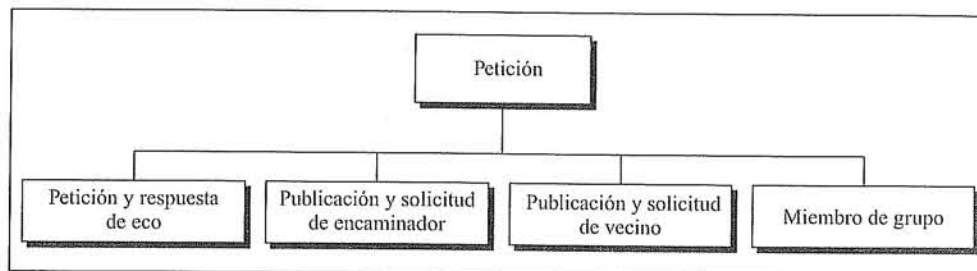 Petición
Petición y respuesta
de eco
Publicación y solicitud
de encaminador
Publicación y solicitud
de vecino
Miembro de grupo